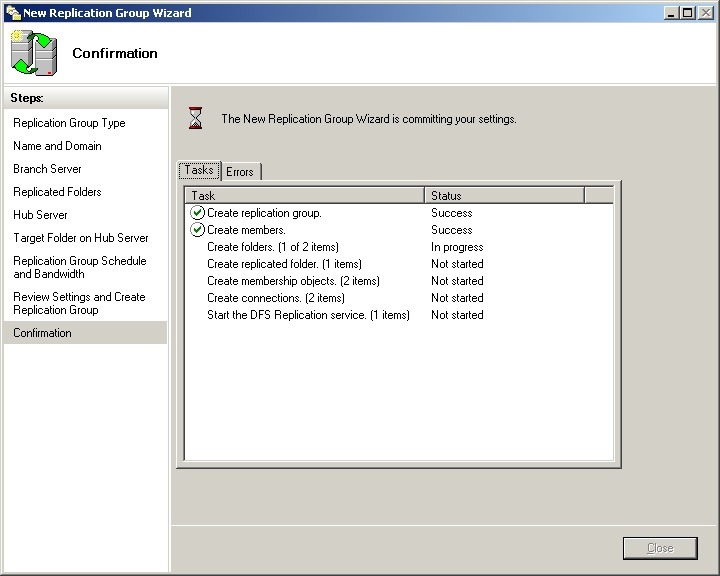 New Replication Group Wizard
Confirmation
Steps:
Replication Group Type
Name and Domain
Branch Server
Replicated Folders
Hub Server
Target Folder on Hub Server
Replication Group Schedule
and Bandwidth
Review Settings and Create
Replication Group
Confirmation
The New Replication Group Wizard is committing your settings.
Tasks Errors
Task Status
Create replication group. Success
Create members. Success
Create folders. (1 of 2 items) In progress
Create replicated folder. (1 items) Not started
Create membership objects. (2 items) Not started
Create connections. (2 items) Not started
Start the DFS Replication service. (1 items) Not started
Close